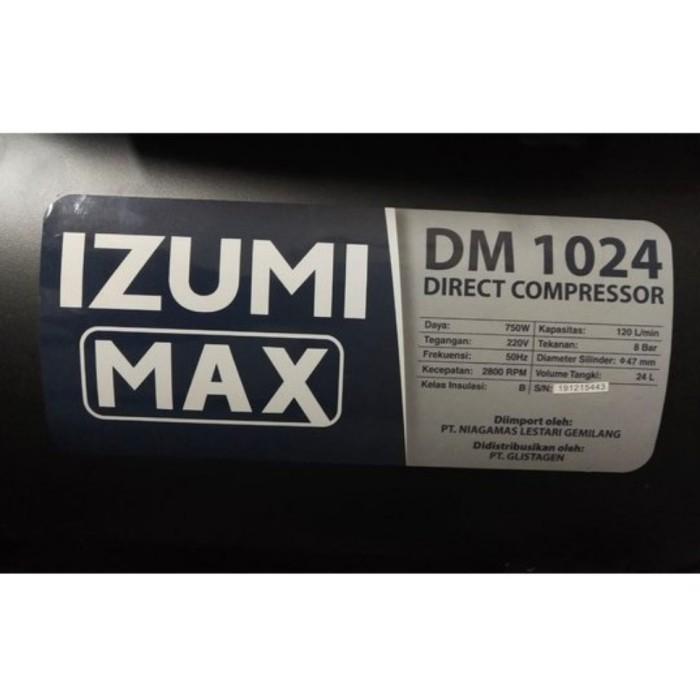 IZUMI
MAX
DM 1024
DIRECT COMPRESSOR
Daya: 750W Kapasitas: 120 L/min
Tegangan: 220V Tekanan: 8 Bar
Frekuensi: 50Hz Diameter Silinder: Φ47 mm
Kecepatan: 2800 RPM Volume Tangki: 24 L
Kelas Insulasi: B S/N: 191215443
Diimport oleh:
PT. NIAGAMAS LESTARI GEMILANG
Didistribusikan oleh:
PT. GLISTAGEN